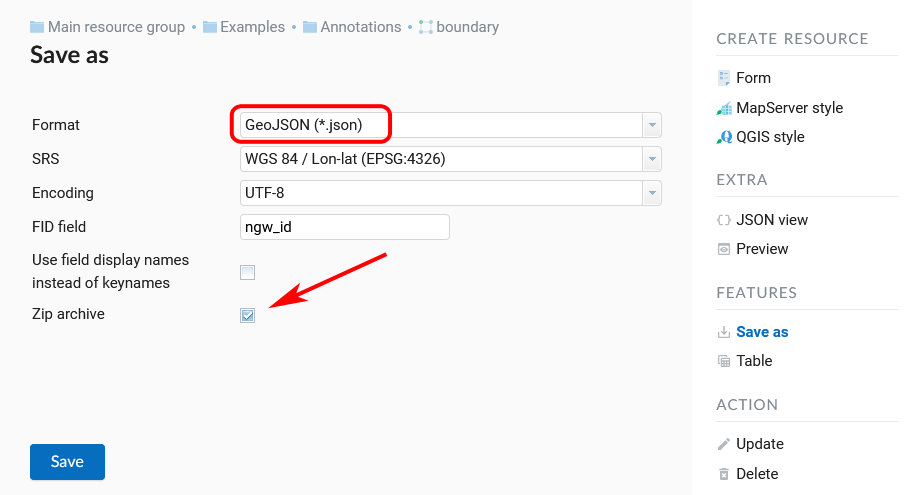 Main resource group • Examples • Annotations • boundary
Save as
Format
GeoJSON (*.json)
SRS
WGS 84 / Lon-lat (EPSG:4326)
Encoding
UTF-8
FID field
ngw_id
Use field display names
instead of keynames
Zip archive
Save
CREATE RESOURCE
Form
MapServer style
QGIS style
EXTRA
JSON view
Preview
FEATURES
Save as
Table
ACTION
Update
Delete